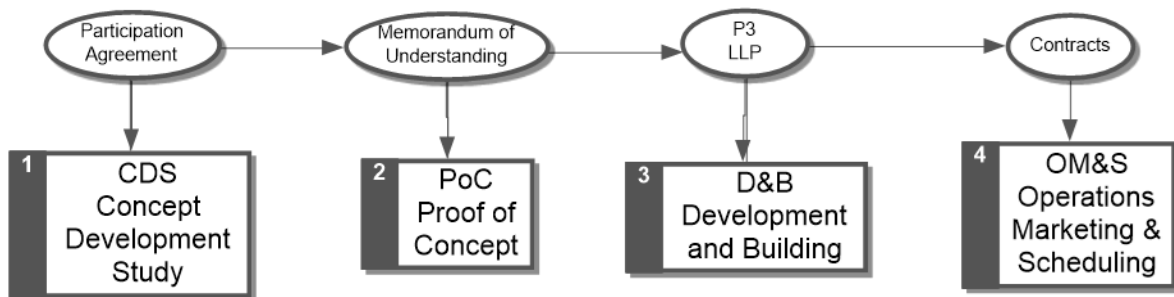 Participation
Agreement
Memorandum of
Understanding
P3
LLP
Contracts
1
CDS
Concept
Development
Study
2
PoC
Proof of
Concept
3
D&B
Development
and Building
4
OM&S
Operations
Marketing &
Scheduling